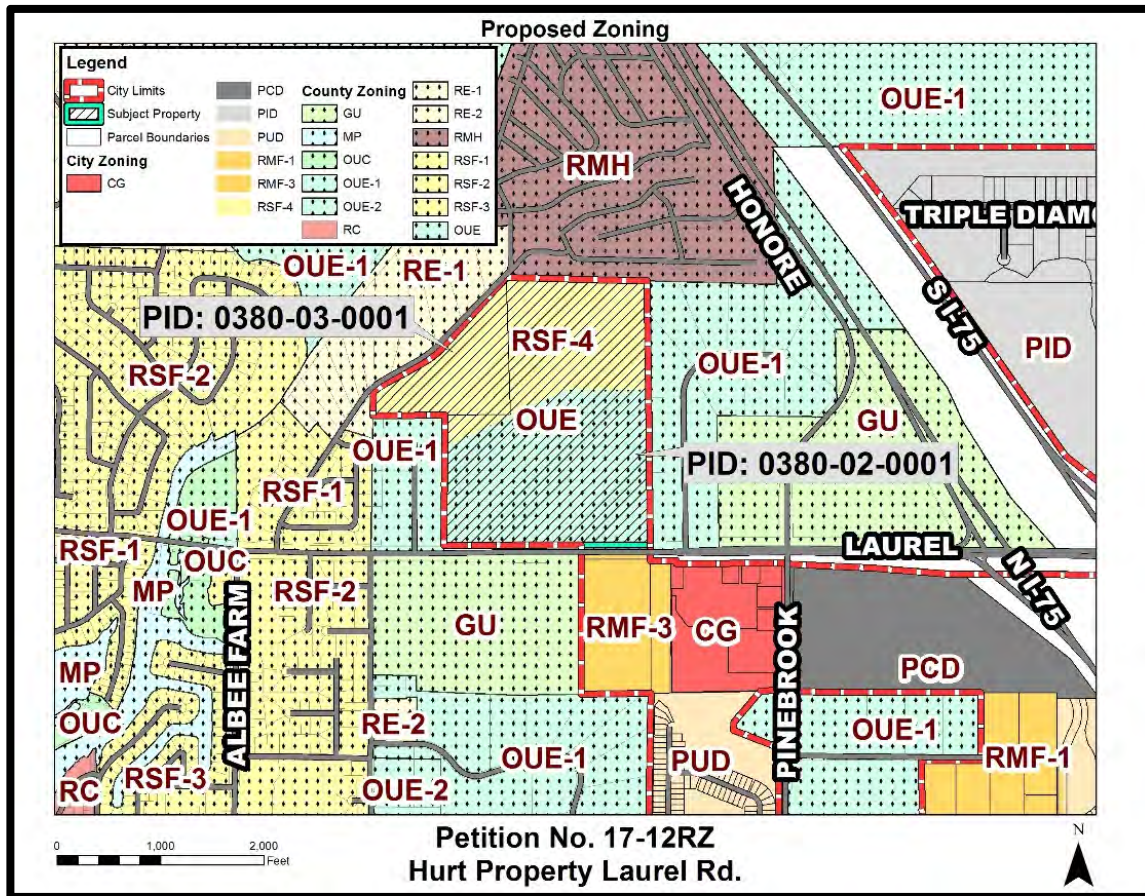 Proposed Zoning
Legend
City Limits
Subject Property
Parcel Boundaries
City Zoning
CG
PCD
PID
PUD
RMF-1
RMF-3
RSF-4
County Zoning
GU
MP
OUC
OUE-1
OUE-2
RC
RE-1
RE-2
RMH
RSF-1
RSF-2
RSF-3
OUE
OUE-1
RMH
HONORE
TRIPLE DIAMO
S I-75
PID
OUE-1
RE-1
PID: 0380-03-0001
RSF-4
RSF-2
OUE-1
OUE
GU
OUE-1
PID: 0380-02-0001
RSF-1
OUE-1
RSF-1
OUC
LAUREL
N I-75
MP
RSF-2
ALBEE FARM
GU
RMF-3
CG
PCD
MP
OUC
RE-2
OUE-1
PINEBROOK
OUE-1
RMF-1
PUD
RC
RSF-3
OUE-2
0 1,000 2,000
Feet
Petition No. 17-12RZ
Hurt Property Laurel Rd.
N